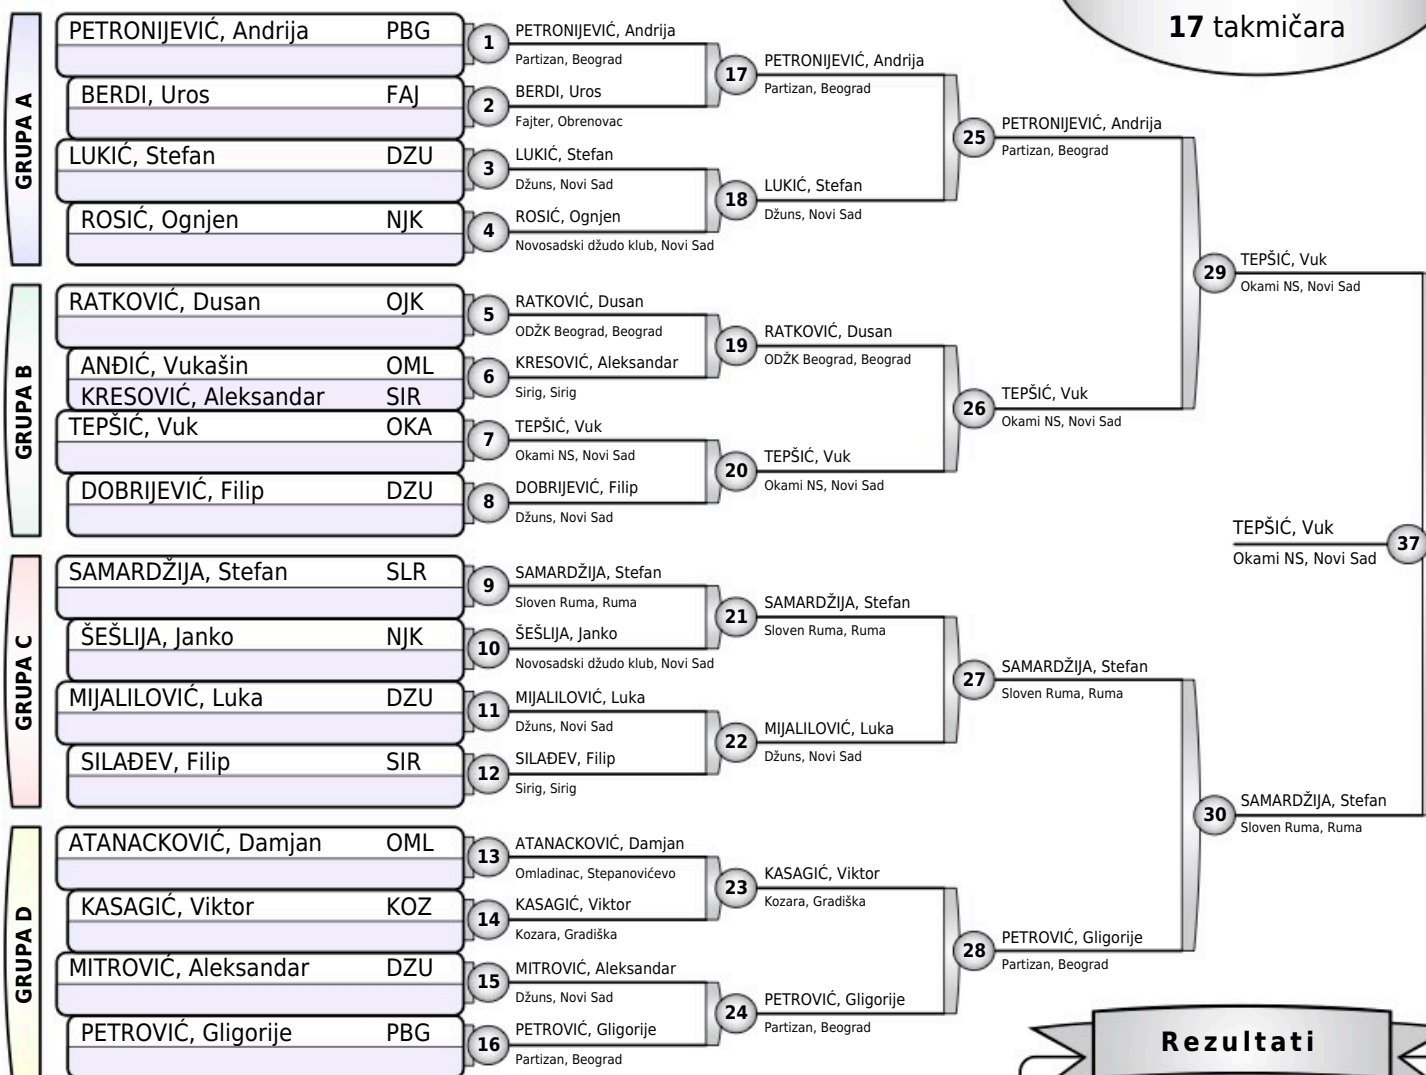 17 takmičara
GRUPA A
PETRONIJEVIĆ, Andrija PBG
BERDI, Uros FAJ
LUKIĆ, Stefan DZU
ROSIĆ, Ognjen NJK
1
PETRONIJEVIĆ, Andrija
Partizan, Beograd
2
BERDI, Uros
Fajter, Obrenovac
3
LUKIĆ, Stefan
Džuns, Novi Sad
4
ROSIĆ, Ognjen
Novosadski džudo klub, Novi Sad
17
PETRONIJEVIĆ, Andrija
Partizan, Beograd
18
LUKIĆ, Stefan
Džuns, Novi Sad
25
PETRONIJEVIĆ, Andrija
Partizan, Beograd
GRUPA B
RATKOVIĆ, Dusan OJK
ANĐIĆ, Vukašin OML
KRESOVIĆ, Aleksandar SIR
TEPŠIĆ, Vuk OKA
DOBRIJEVIĆ, Filip DZU
5
RATKOVIĆ, Dusan
ODŽK Beograd, Beograd
6
KRESOVIĆ, Aleksandar
Sirig, Sirig
7
TEPŠIĆ, Vuk
Okami NS, Novi Sad
8
DOBRIJEVIĆ, Filip
Džuns, Novi Sad
19
RATKOVIĆ, Dusan
ODŽK Beograd, Beograd
20
TEPŠIĆ, Vuk
Okami NS, Novi Sad
26
TEPŠIĆ, Vuk
Okami NS, Novi Sad
29
TEPŠIĆ, Vuk
Okami NS, Novi Sad
TEPŠIĆ, Vuk
Okami NS, Novi Sad
37
GRUPA C
SAMARDŽIJA, Stefan SLR
ŠEŠLIJA, Janko NJK
MIJALILOVIĆ, Luka DZU
SILAĐEV, Filip SIR
9
SAMARDŽIJA, Stefan
Sloven Ruma, Ruma
10
ŠEŠLIJA, Janko
Novosadski džudo klub, Novi Sad
11
MIJALILOVIĆ, Luka
Džuns, Novi Sad
12
SILAĐEV, Filip
Sirig, Sirig
21
SAMARDŽIJA, Stefan
Sloven Ruma, Ruma
22
MIJALILOVIĆ, Luka
Džuns, Novi Sad
27
SAMARDŽIJA, Stefan
Sloven Ruma, Ruma
30
SAMARDŽIJA, Stefan
Sloven Ruma, Ruma
GRUPA D
ATANACKOVIĆ, Damjan OML
KASAGIĆ, Viktor KOZ
MITROVIĆ, Aleksandar DZU
PETROVIĆ, Gligorije PBG
13
ATANACKOVIĆ, Damjan
Omladinac, Stepanovićevo
14
KASAGIĆ, Viktor
Kozara, Gradiška
15
MITROVIĆ, Aleksandar
Džuns, Novi Sad
16
PETROVIĆ, Gligorije
Partizan, Beograd
23
KASAGIĆ, Viktor
Kozara, Gradiška
24
PETROVIĆ, Gligorije
Partizan, Beograd
28
PETROVIĆ, Gligorije
Partizan, Beograd
Rezultati